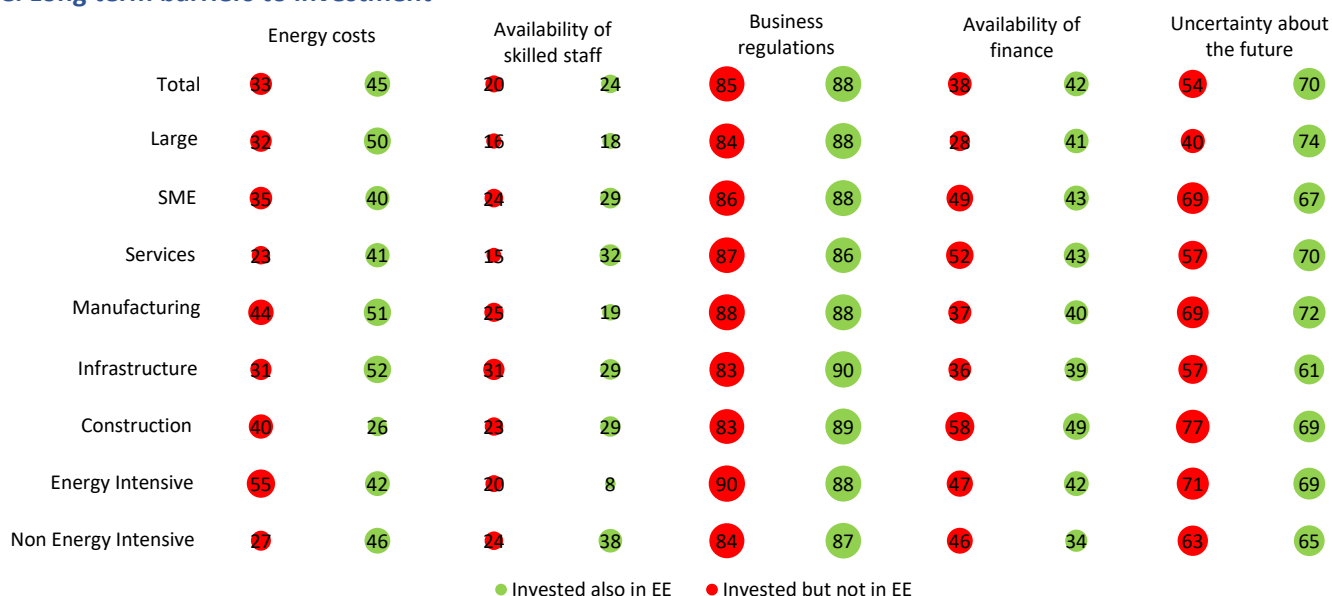 Long term barriers to investment
Energy costs
Availability of
skilled staff
Business
regulations
Availability of
finance
Uncertainty about
the future
Total 33 45 20 24 85 88 38 42 54 70
Large 32 50 16 18 84 88 28 41 40 74
SME 35 40 24 29 86 88 49 43 69 67
Services 23 41 15 32 87 86 52 43 57 70
Manufacturing 44 51 25 19 88 88 37 40 69 72
Infrastructure 31 52 31 29 83 90 36 39 57 61
Construction 40 26 23 29 83 89 58 49 77 69
Energy Intensive 55 42 20 8 90 88 47 42 71 69
Non Energy Intensive 27 46 24 38 84 87 46 34 63 65
Invested also in EE Invested but not in EE